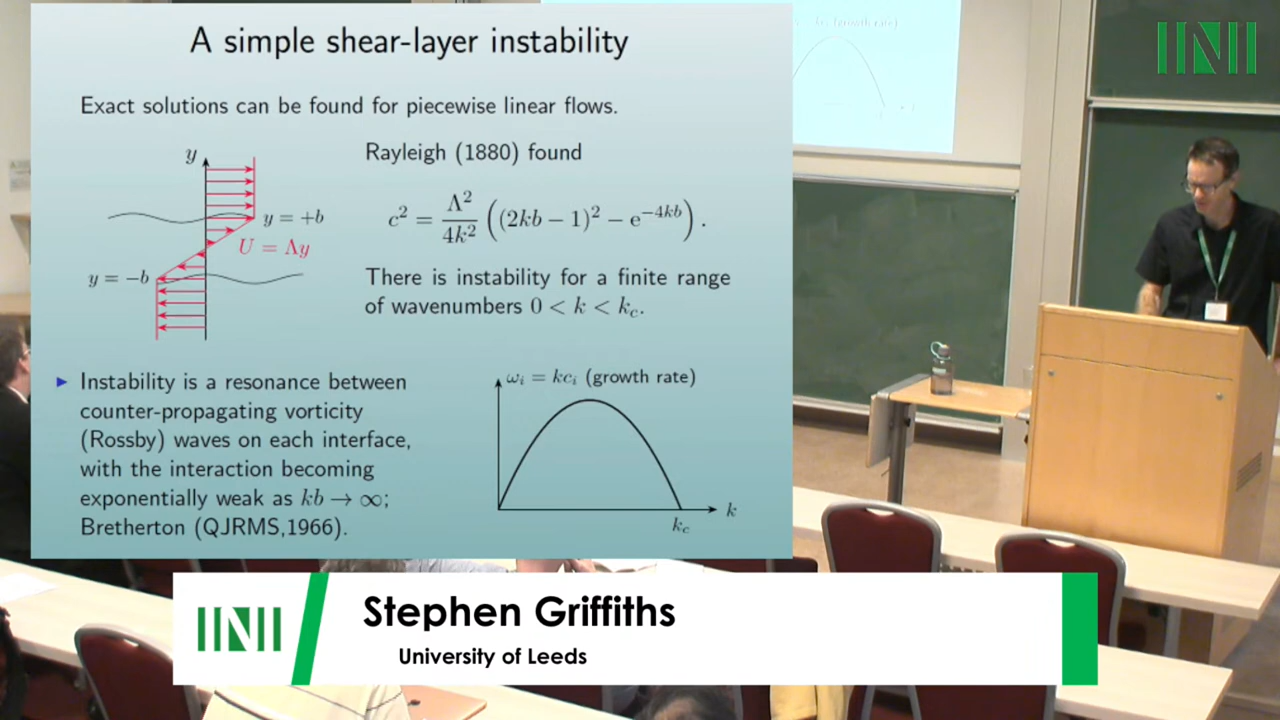 A simple shear-layer instability
Exact solutions can be found for piecewise linear flows.
y
y = +b
U = Λy
y = −b
Rayleigh (1880) found
c² = Λ²/4k² ((2kb − 1)² − e^{−4kb}).
There is instability for a finite range
of wavenumbers 0 < k < k_c.
▶ Instability is a resonance between
counter-propagating vorticity
(Rossby) waves on each interface,
with the interaction becoming
exponentially weak as kb → ∞;
Bretherton (QJRMS,1966).
ω_i = kc_i (growth rate)
k
k_c
(growth rate)
INI
INI
Stephen Griffiths
University of Leeds